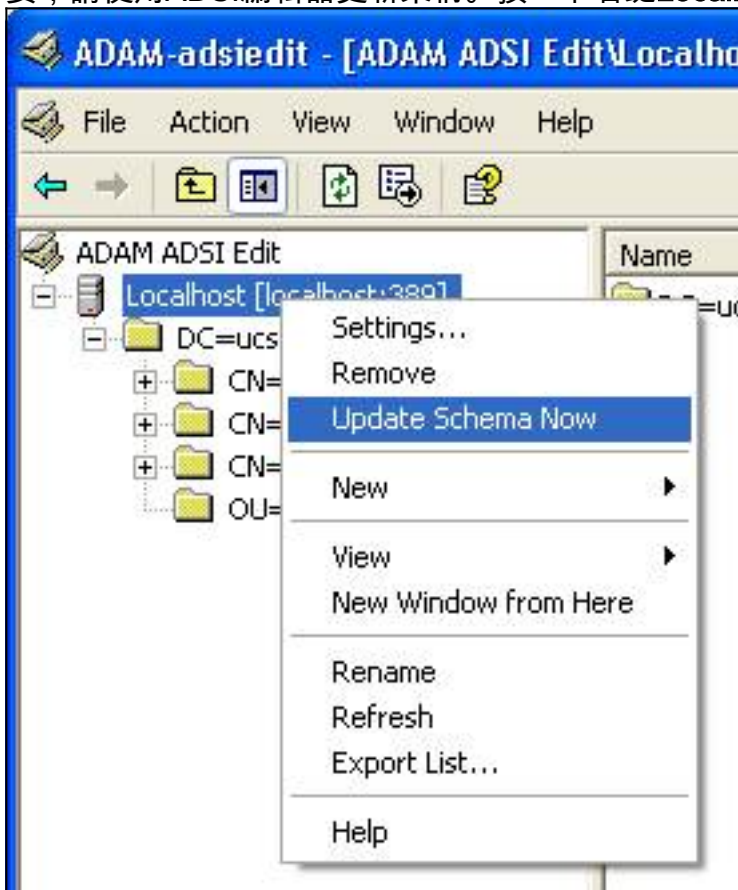 ADAM-adsiedit - [ADAM ADSI Edit\Localho
File Action View Window Help
ADAM ADSI Edit
Name
Localhost [localhost:389]
DC=ucs
CN=
CN=
CN=
OU=
Settings...
Remove
Update Schema Now
New
View
New Window from Here
Rename
Refresh
Export List...
Help